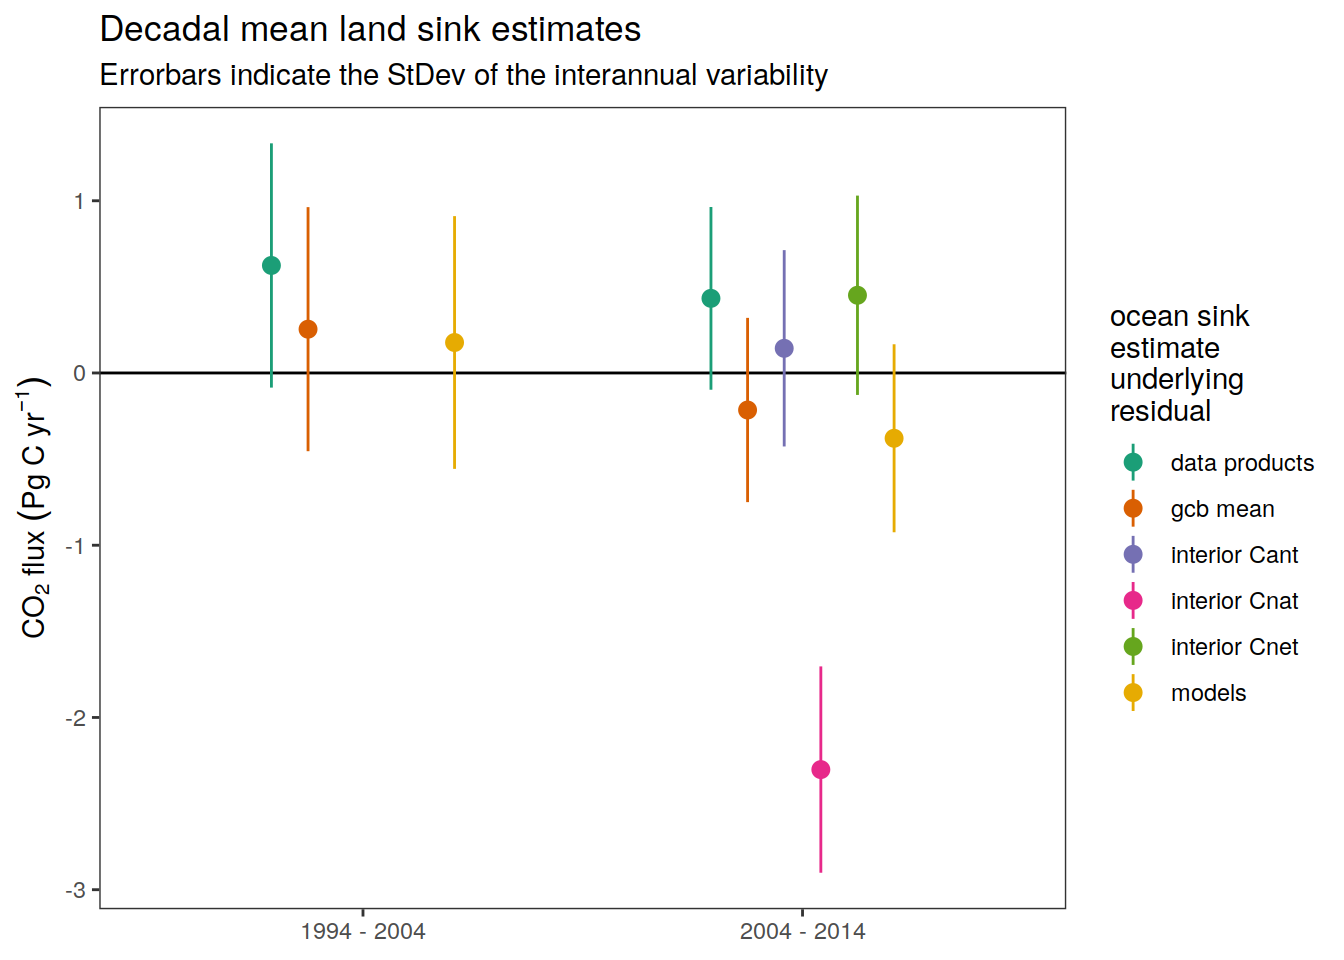 Decadal mean land sink estimates
Errorbars indicate the StDev of the interannual variability
CO₂ flux (Pg C yr⁻¹)
1
0
-1
-2
-3
1994 - 2004
2004 - 2014
ocean sink
estimate
underlying
residual
data products
gcb mean
interior Cant
interior Cnat
interior Cnet
models